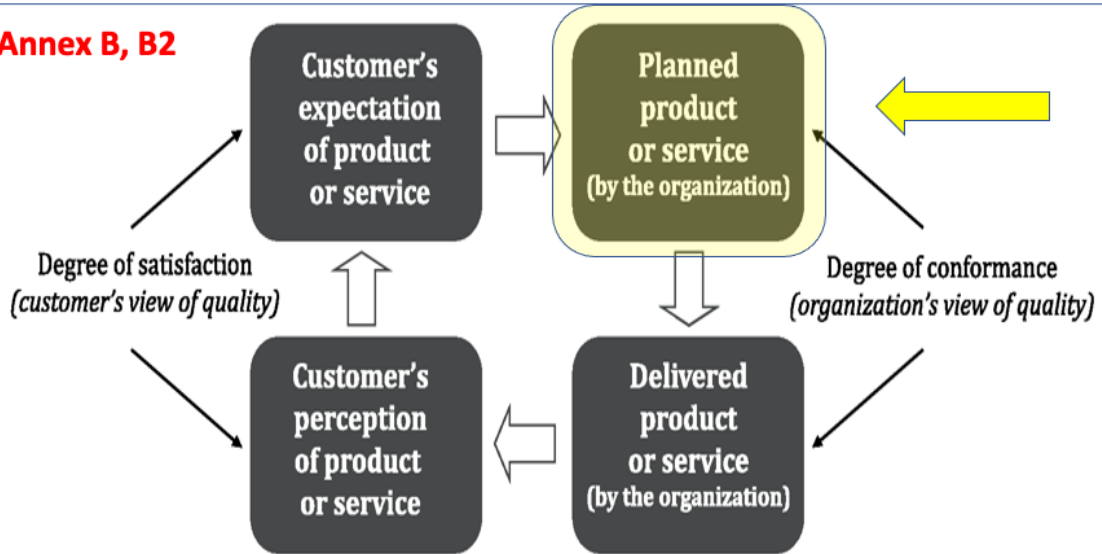 Annex B, B2
Customer's
expectation
of product
or service
Planned
product
or service
(by the organization)
Degree of satisfaction
(customer's view of quality)
Degree of conformance
(organization's view of quality)
Customer's
perception
of product
or service
Delivered
product
or service
(by the organization)